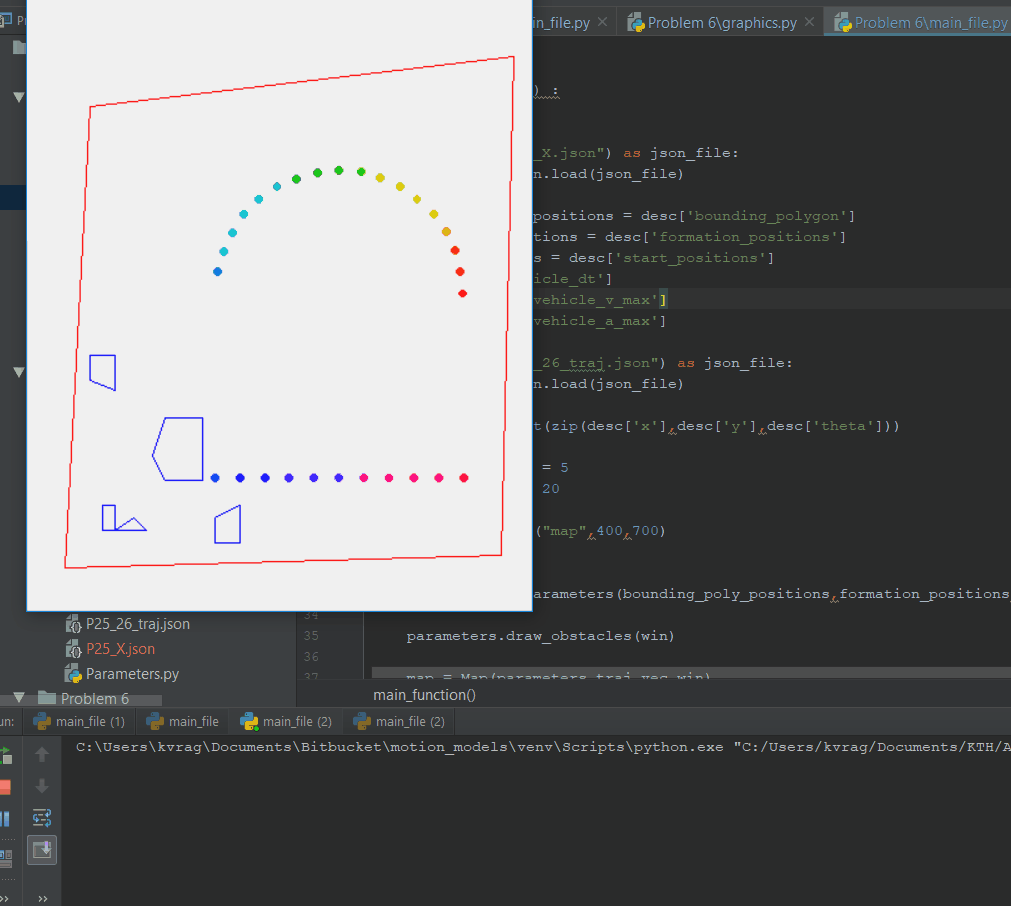 in_file.py × Problem 6\graphics.py × Problem 6\main_file.py
) :
_X.json") as json_file:
n.load(json_file)
positions = desc['bounding_polygon']
tions = desc['formation_positions']
s = desc['start_positions']
icle_dt']
vehicle_v_max']
vehicle_a_max']
_26_traj.json") as json_file:
n.load(json_file)
t(zip(desc['x'],desc['y'],desc['theta']))
= 5
20
("map",400,700)
arameters(bounding_poly_positions,formation_positions
34
35 parameters.draw_obstacles(win)
36
37 map = Map(parameters.traj_vec,win)
P25_26_traj.json
P25_X.json
Parameters.py
Problem 6
main_function()
un: main_file (1) main_file main_file (2) main_file (2)
C:\Users\kvrag\Documents\Bitbucket\motion_models\venv\Scripts\python.exe "C:/Users/kvrag/Documents/KTH/A